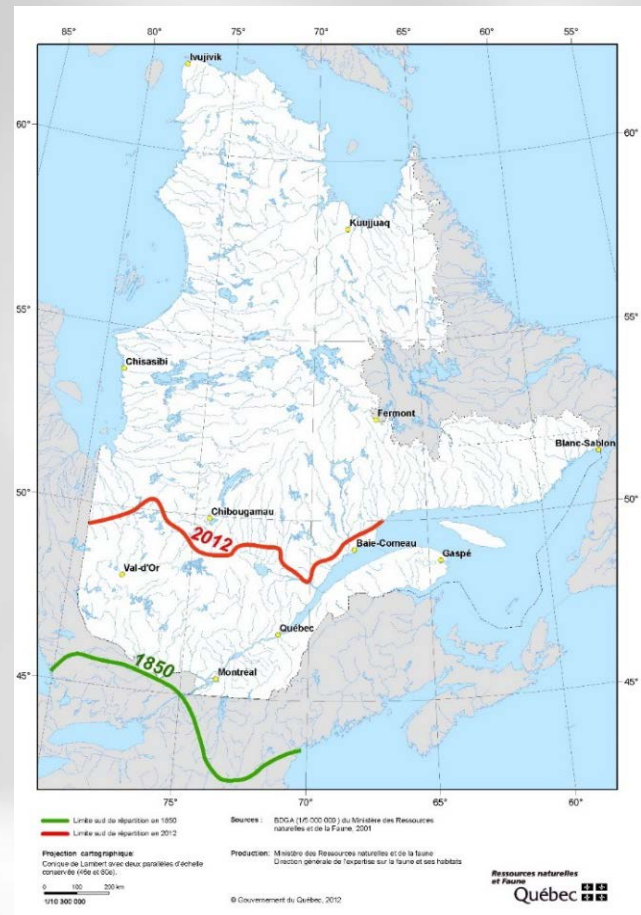 85° 80° 75° 70° 65° 60° 55°
Ivujivik
60° 60°
Kuujjuaq
55° 55°
Chisasibi
Fermont
Blanc-Sablon
50° 50°
Chibougamau
2012
Baie-Comeau
Val-d'Or
Gaspé
Québec
1850
Montréal
45° 45°
75° 70° 65° 60°
Limite sud de répartition en 1850
Limite sud de répartition en 2012
Sources : BDGA (1/5 000 000) du Ministère des Ressources
naturelles et de la Faune, 2001
Projection cartographique:
Conique de Lambert avec deux parallèles d'échelle
conservée (46e et 60e).
0 100 200 km
1/10 300 000
Production: Ministère des Ressources naturelles et de la faune
Direction générale de l'expertise sur la faune et ses habitats
© Gouvernement du Québec, 2012
Ressources naturelles
et Faune
Québec